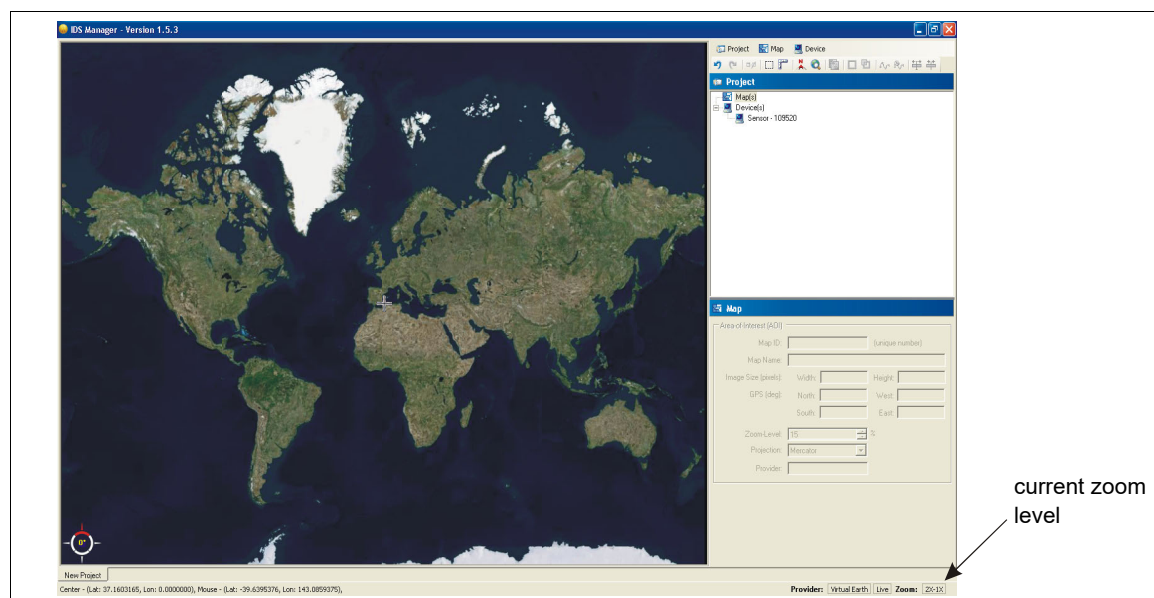 IDS Manager - Version 1.5.3
Project Map Device
Project
Map(s)
Device(s)
Sensor - 109520
Map
Area-of-Interest (AOI)
Map ID: (unique number)
Map Name:
Image Size (pixels): Width: Height:
GPS (deg): North: West:
South: East:
Zoom-Level: 15 %
Projection: Mercator
Provider:
current zoom
level
0°
New Project
Center - (Lat: 37.1603165, Lon: 0.0000000), Mouse - (Lat: -39.6395376, Lon: 143.0859375), Provider: Virtual Earth Live Zoom: 2X-1X